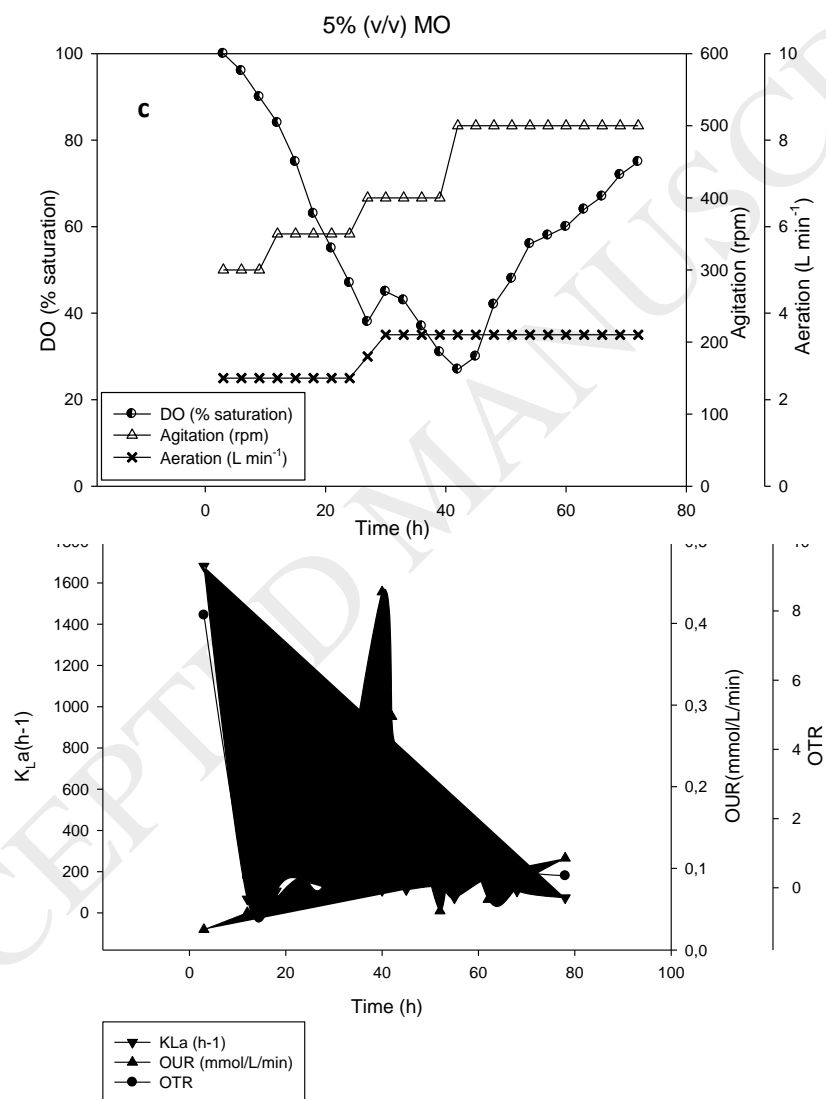 5% (v/v) MO
c
100
80
60
40
20
0
DO (% saturation)
600
500
400
300
200
100
0
Agitation (rpm)
10
8
6
4
2
0
Aeration (L min⁻¹)
DO (% saturation)
Agitation (rpm)
Aeration (L min⁻¹)
0 20 40 60 80
Time (h)
1600
1400
1200
1000
800
600
400
200
0
KLa(h-1)
0,4
0,3
0,2
0,1
0,0
OUR(mmol/L/min)
8
6
4
2
0
OTR
0 20 40 60 80 100
Time (h)
KLa (h-1)
OUR (mmol/L/min)
OTR